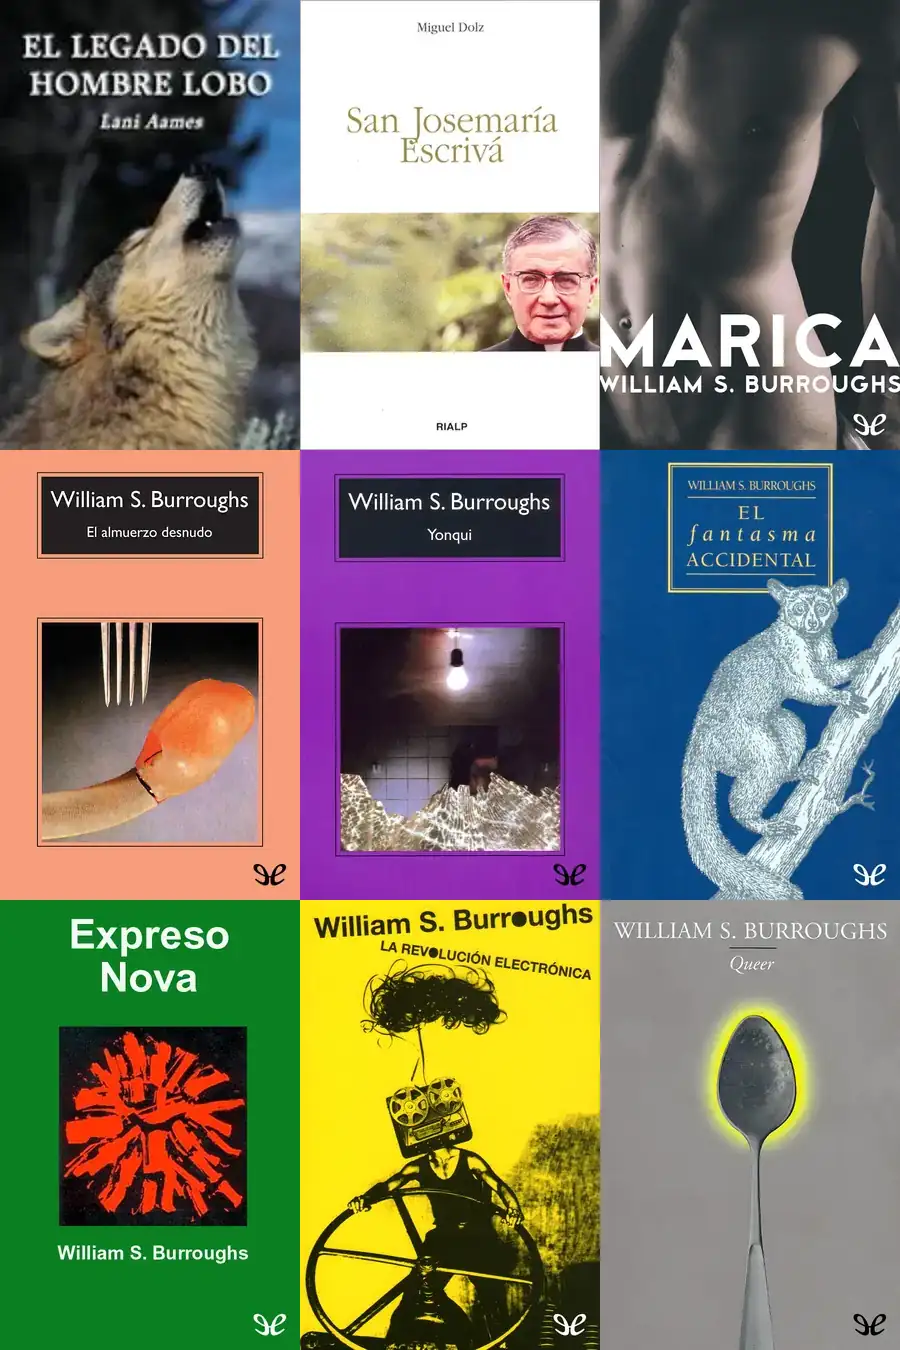 EL LEGADO DEL
HOMBRE LOBO
Lani Aames
Miguel Dolz
San Josemaría
Escrivá
RIALP
MARICA
WILLIAM S. BURROUGHS
William S. Burroughs
El almuerzo desnudo
William S. Burroughs
Yonqui
WILLIAM S. BURROUGHS
EL
fantasma
ACCIDENTAL
Expreso
Nova
William S. Burroughs
William S. Burroughs
LA REVOLUCIÓN ELECTRÓNICA
WILLIAM S. BURROUGHS
Queer